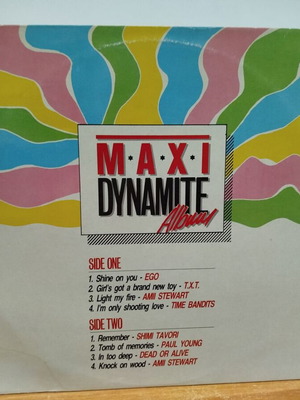 M·A·X·I
DYNAMITE
Album
SIDE ONE
1. Shine on you - EGO
2. Girl's got a brand new toy - T.X.T.
3. Light my fire - AMII STEWART
4. I'm only shooting love - TIME BANDITS
SIDE TWO
1. Remember - SHIMI TAVORI
2. Tomb of memories - PAUL YOUNG
3. In too deep - DEAD OR ALIVE
4. Knock on wood - AMII STEWART